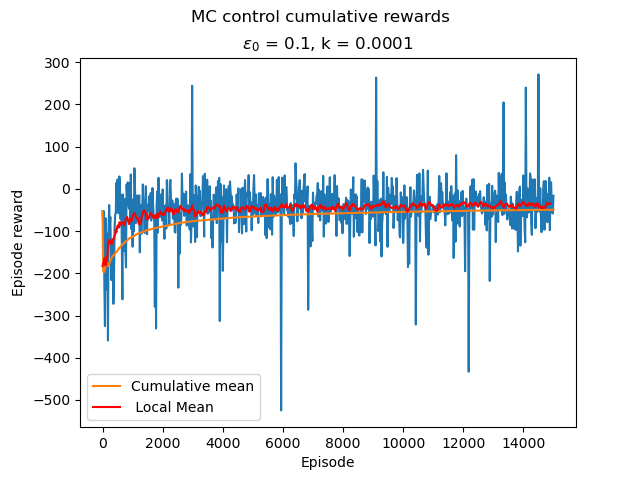 MC control cumulative rewards
ε₀ = 0.1, k = 0.0001
Episode reward
300
200
100
0
−100
−200
−300
−400
−500
Cumulative mean
Local Mean
0
2000
4000
6000
8000
10000
12000
14000
Episode